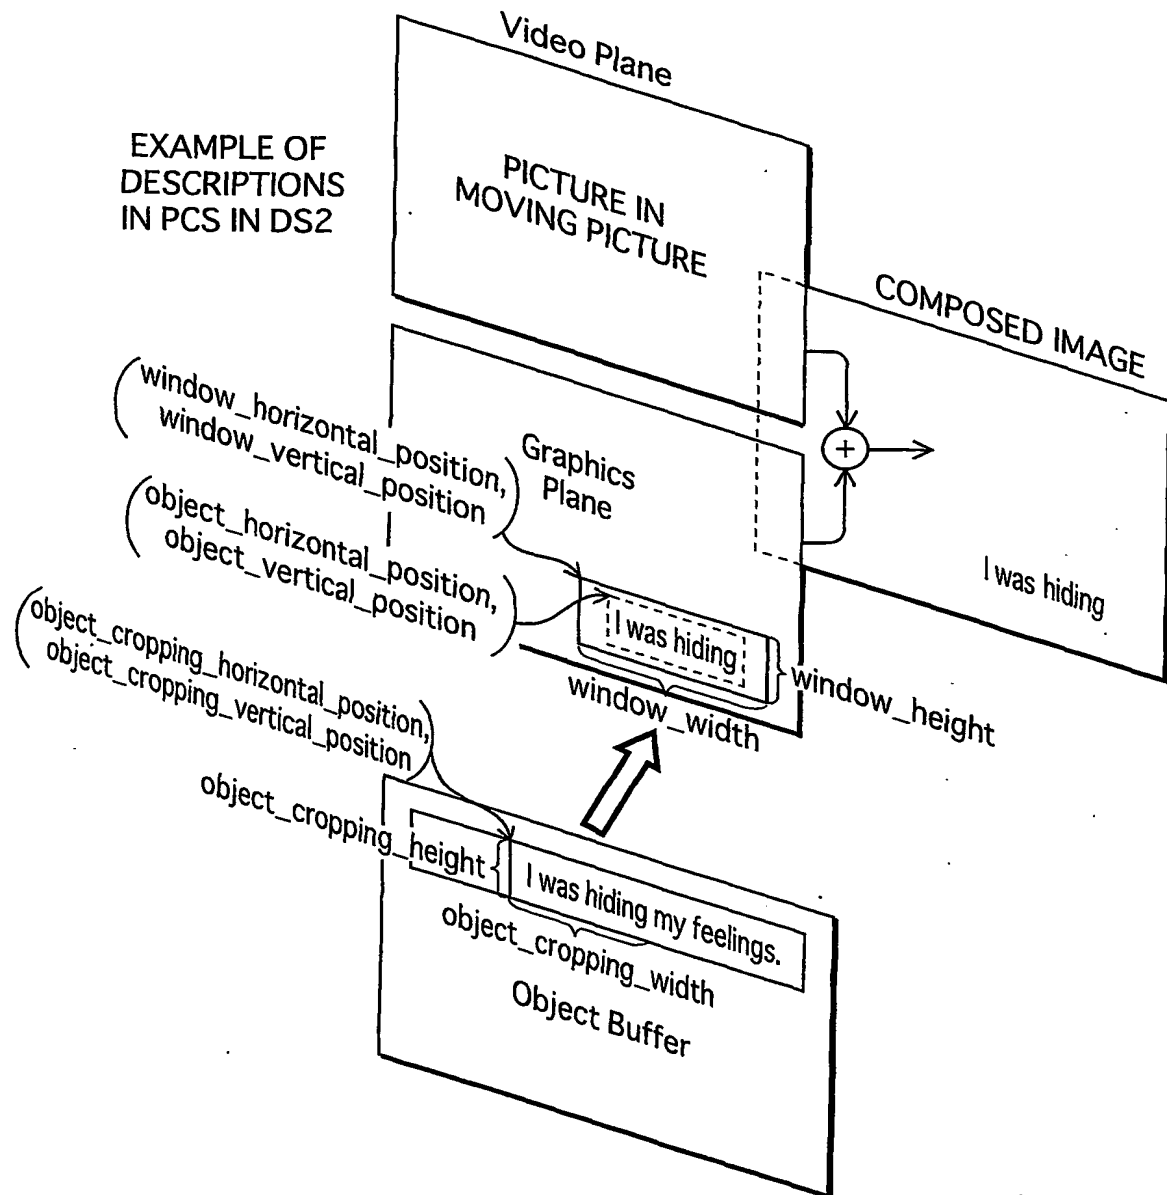 Video Plane
EXAMPLE OF
DESCRIPTIONS
IN PCS IN DS2
PICTURE IN
MOVING PICTURE
COMPOSED IMAGE
(window_horizontal_position,
window_vertical_position)
Graphics
Plane
+
(object_horizontal_position,
object_vertical_position)
I was hiding
I was hiding
(object_cropping_horizontal_position,
object_cropping_vertical_position)
window_height
window_width
object_cropping_height
I was hiding my feelings.
object_cropping_width
Object Buffer